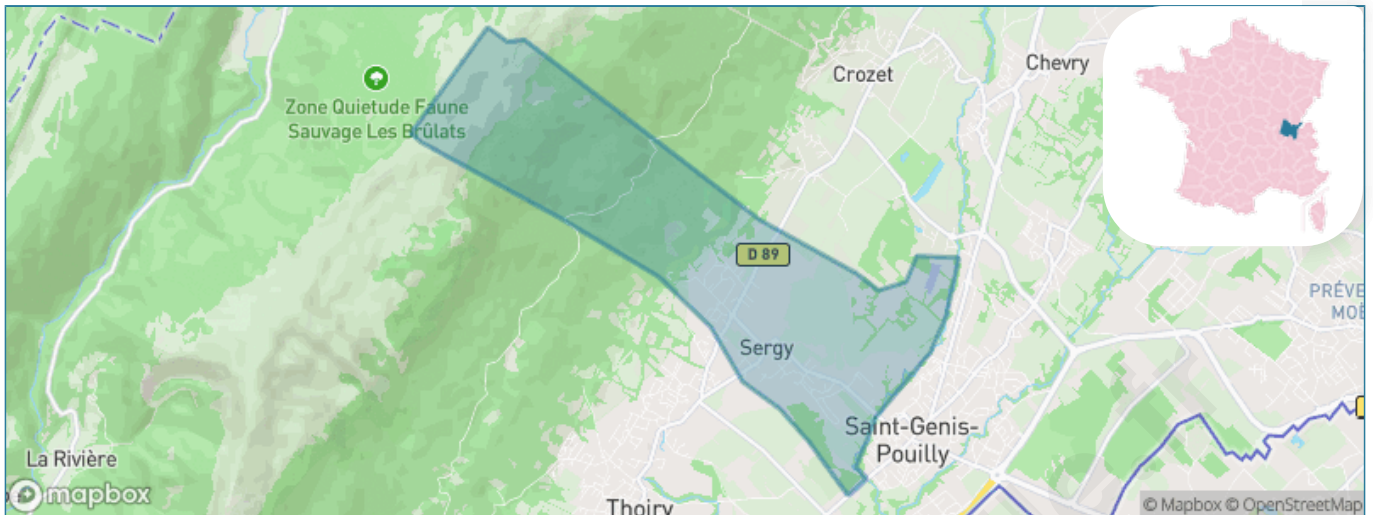 Crozet
Chevry
Zone Quietude Faune
Sauvage Les Brûlats
D 89
PRÉVE
MOË
Sergy
Saint-Genis-
Pouilly
La Rivière
mapbox
Thoiry
© Mapbox © OpenStreetMap